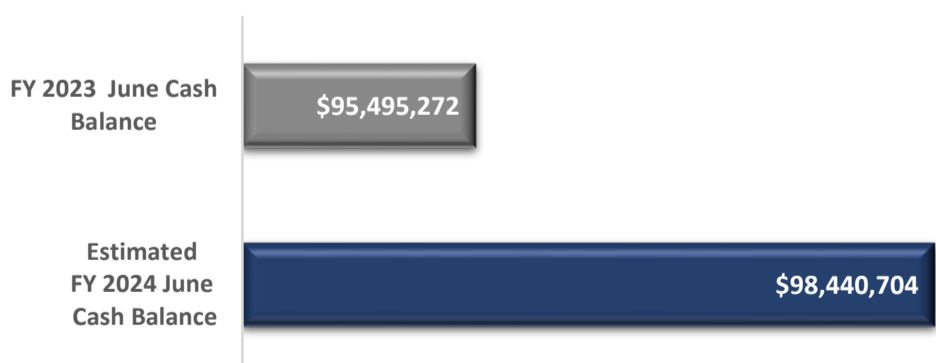 FY 2023  June Cash
Balance
$95,495,272
Estimated
FY 2024 June
Cash Balance
$98,440,704